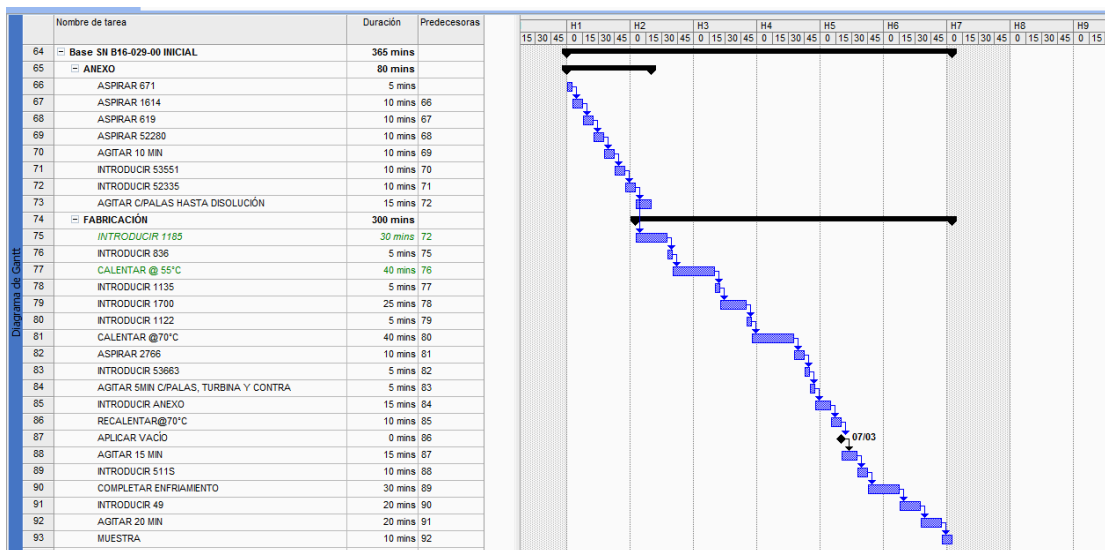 Nombre de tarea Duración Predecesoras H1 H2 H3 H4 H5 H6 H7 H8 H9
15 30 45 0 15 30 45 0 15 30 45 0 15 30 45 0 15 30 45 0 15 30 45 0 15 30 45 0 15 30 45 0 15 30 45 0 15
64 Base SN B16-029-00 INICIAL 365 mins
65 ANEXO 80 mins
66 ASPIRAR 671 5 mins
67 ASPIRAR 1614 10 mins 66
68 ASPIRAR 619 10 mins 67
69 ASPIRAR 52280 10 mins 68
70 AGITAR 10 MIN 10 mins 69
71 INTRODUCIR 53551 10 mins 70
72 INTRODUCIR 52335 10 mins 71
73 AGITAR C/PALAS HASTA DISOLUCIÓN 15 mins 72
74 FABRICACIÓN 300 mins
75 INTRODUCIR 1185 30 mins 72
76 INTRODUCIR 836 5 mins 75
77 CALENTAR @ 55°C 40 mins 76
78 INTRODUCIR 1135 5 mins 77
79 INTRODUCIR 1700 25 mins 78
80 INTRODUCIR 1122 5 mins 79
81 CALENTAR @70°C 40 mins 80
82 ASPIRAR 2766 10 mins 81
83 INTRODUCIR 53663 5 mins 82
84 AGITAR 5MIN C/PALAS, TURBINA Y CONTRA 5 mins 83
85 INTRODUCIR ANEXO 15 mins 84
86 RECALENTAR@70°C 10 mins 85
87 APLICAR VACÍO 0 mins 86 07/03
88 AGITAR 15 MIN 15 mins 87
89 INTRODUCIR 511S 10 mins 88
90 COMPLETAR ENFRIAMIENTO 30 mins 89
91 INTRODUCIR 49 20 mins 90
92 AGITAR 20 MIN 20 mins 91
93 MUESTRA 10 mins 92
Diagrama de Gantt